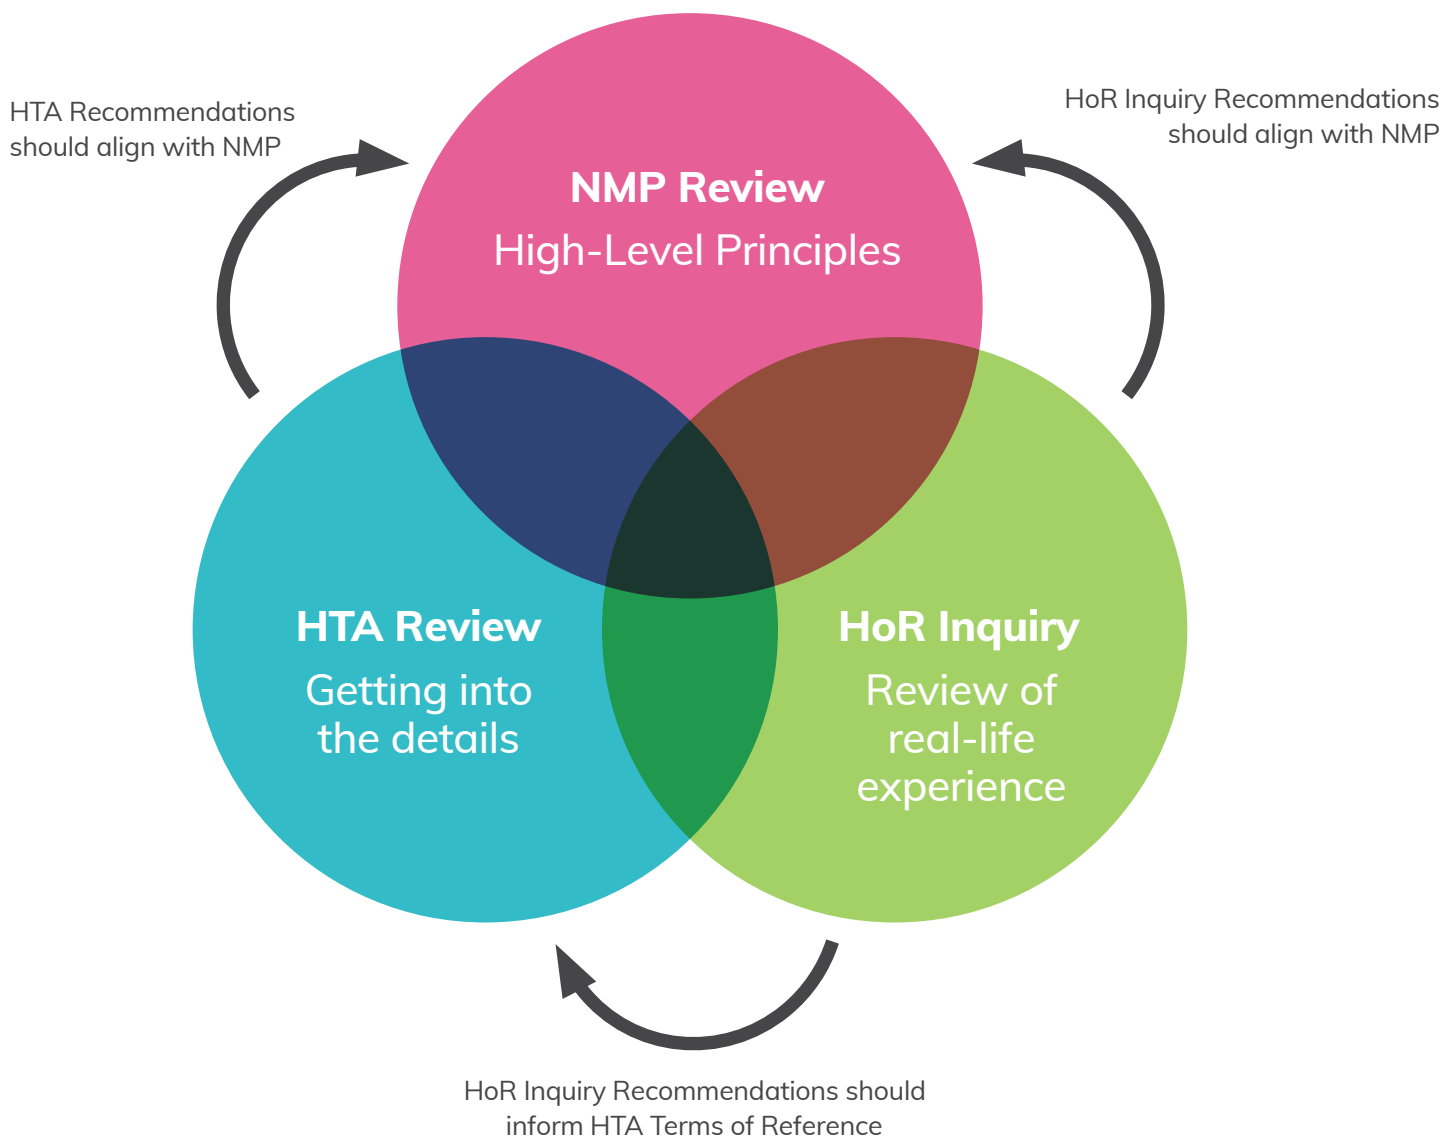 HTA Recommendations
should align with NMP
HoR Inquiry Recommendations
should align with NMP
NMP Review
High-Level Principles
HTA Review
Getting into
the details
HoR Inquiry
Review of
real-life
experience
HoR Inquiry Recommendations should
inform HTA Terms of Reference